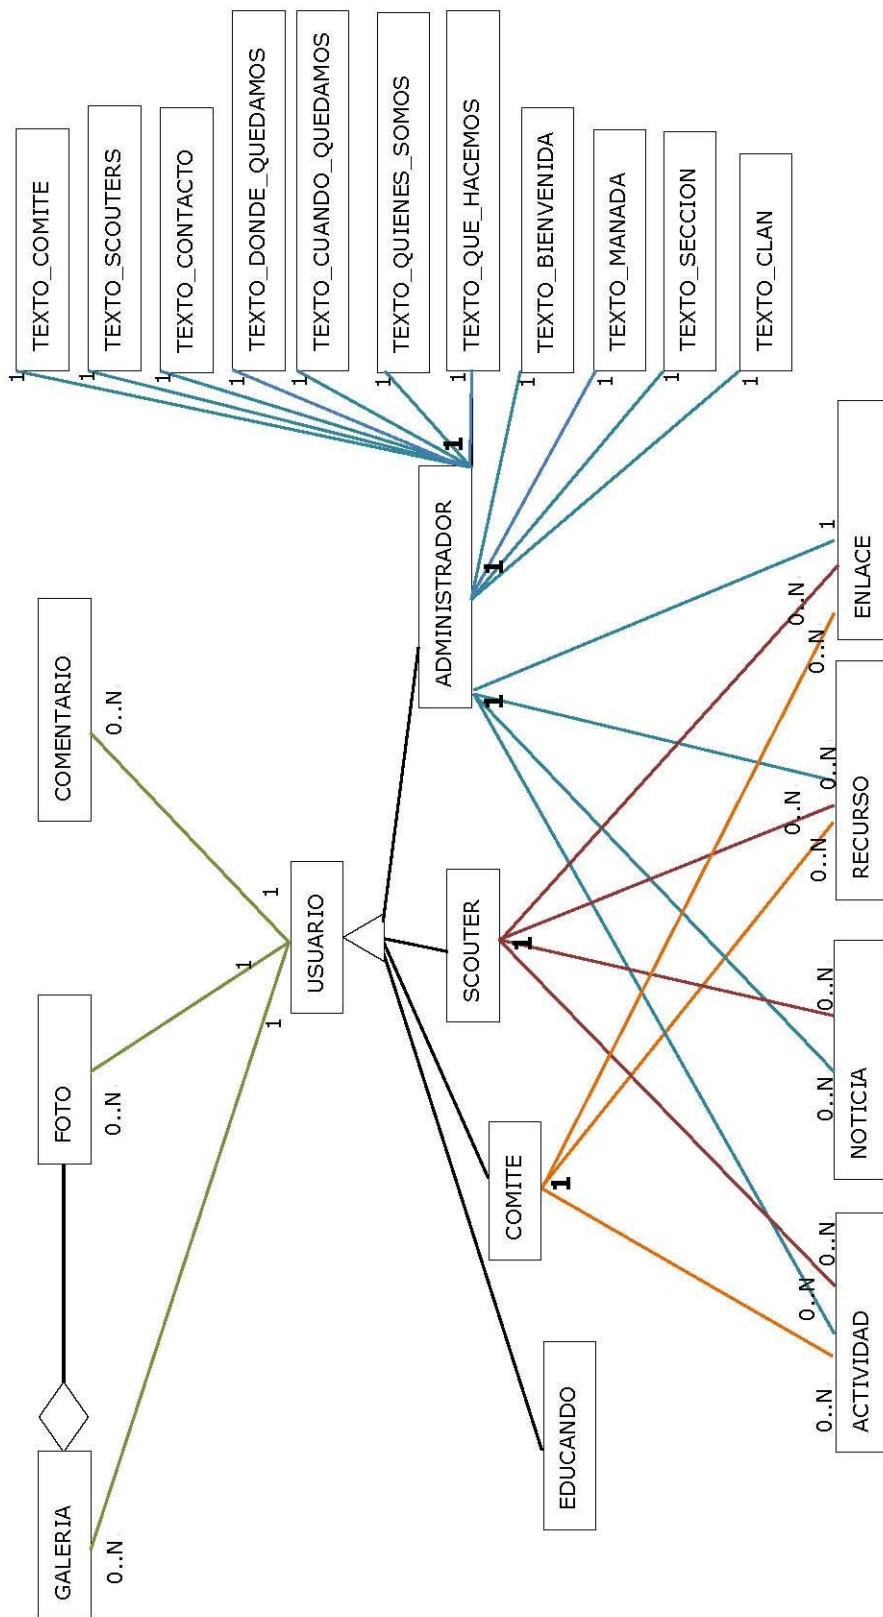 GALERIA
FOTO
COMENTARIO
0..N
0..N
0..N
1
1
1
USUARIO
EDUCANDO
COMITE
SCOUTER
ADMINISTRADOR
1
1
1
1
1
1
TEXTO_COMITE
1
TEXTO_SCOUTERS
1
TEXTO_CONTACTO
1
TEXTO_DONDE_QUEDAMOS
1
TEXTO_CUANDO_QUEDAMOS
1
TEXTO_QUIENES_SOMOS
1
TEXTO_QUE_HACEMOS
1
TEXTO_BIENVENIDA
1
TEXTO_MANADA
1
TEXTO_SECCION
1
TEXTO_CLAN
1
0..N
0..N
0..N
0..N
0..N
0..N
0..N
0..N
0..N
0..N
1
ACTIVIDAD
NOTICIA
RECURSO
ENLACE